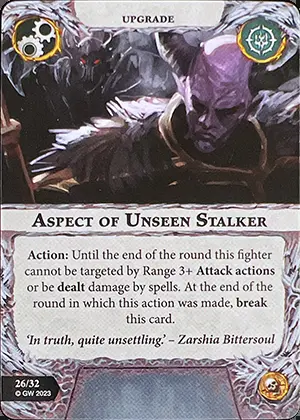 UPGRADE
ASPECT OF UNSEEN STALKER
Action: Until the end of the round this fighter
cannot be targeted by Range 3+ Attack actions
or be dealt damage by spells. At the end of the
round in which this action was made, break
this card.
'In truth, quite unsettling.' – Zarshia Bittersoul
26/32
© GW 2023